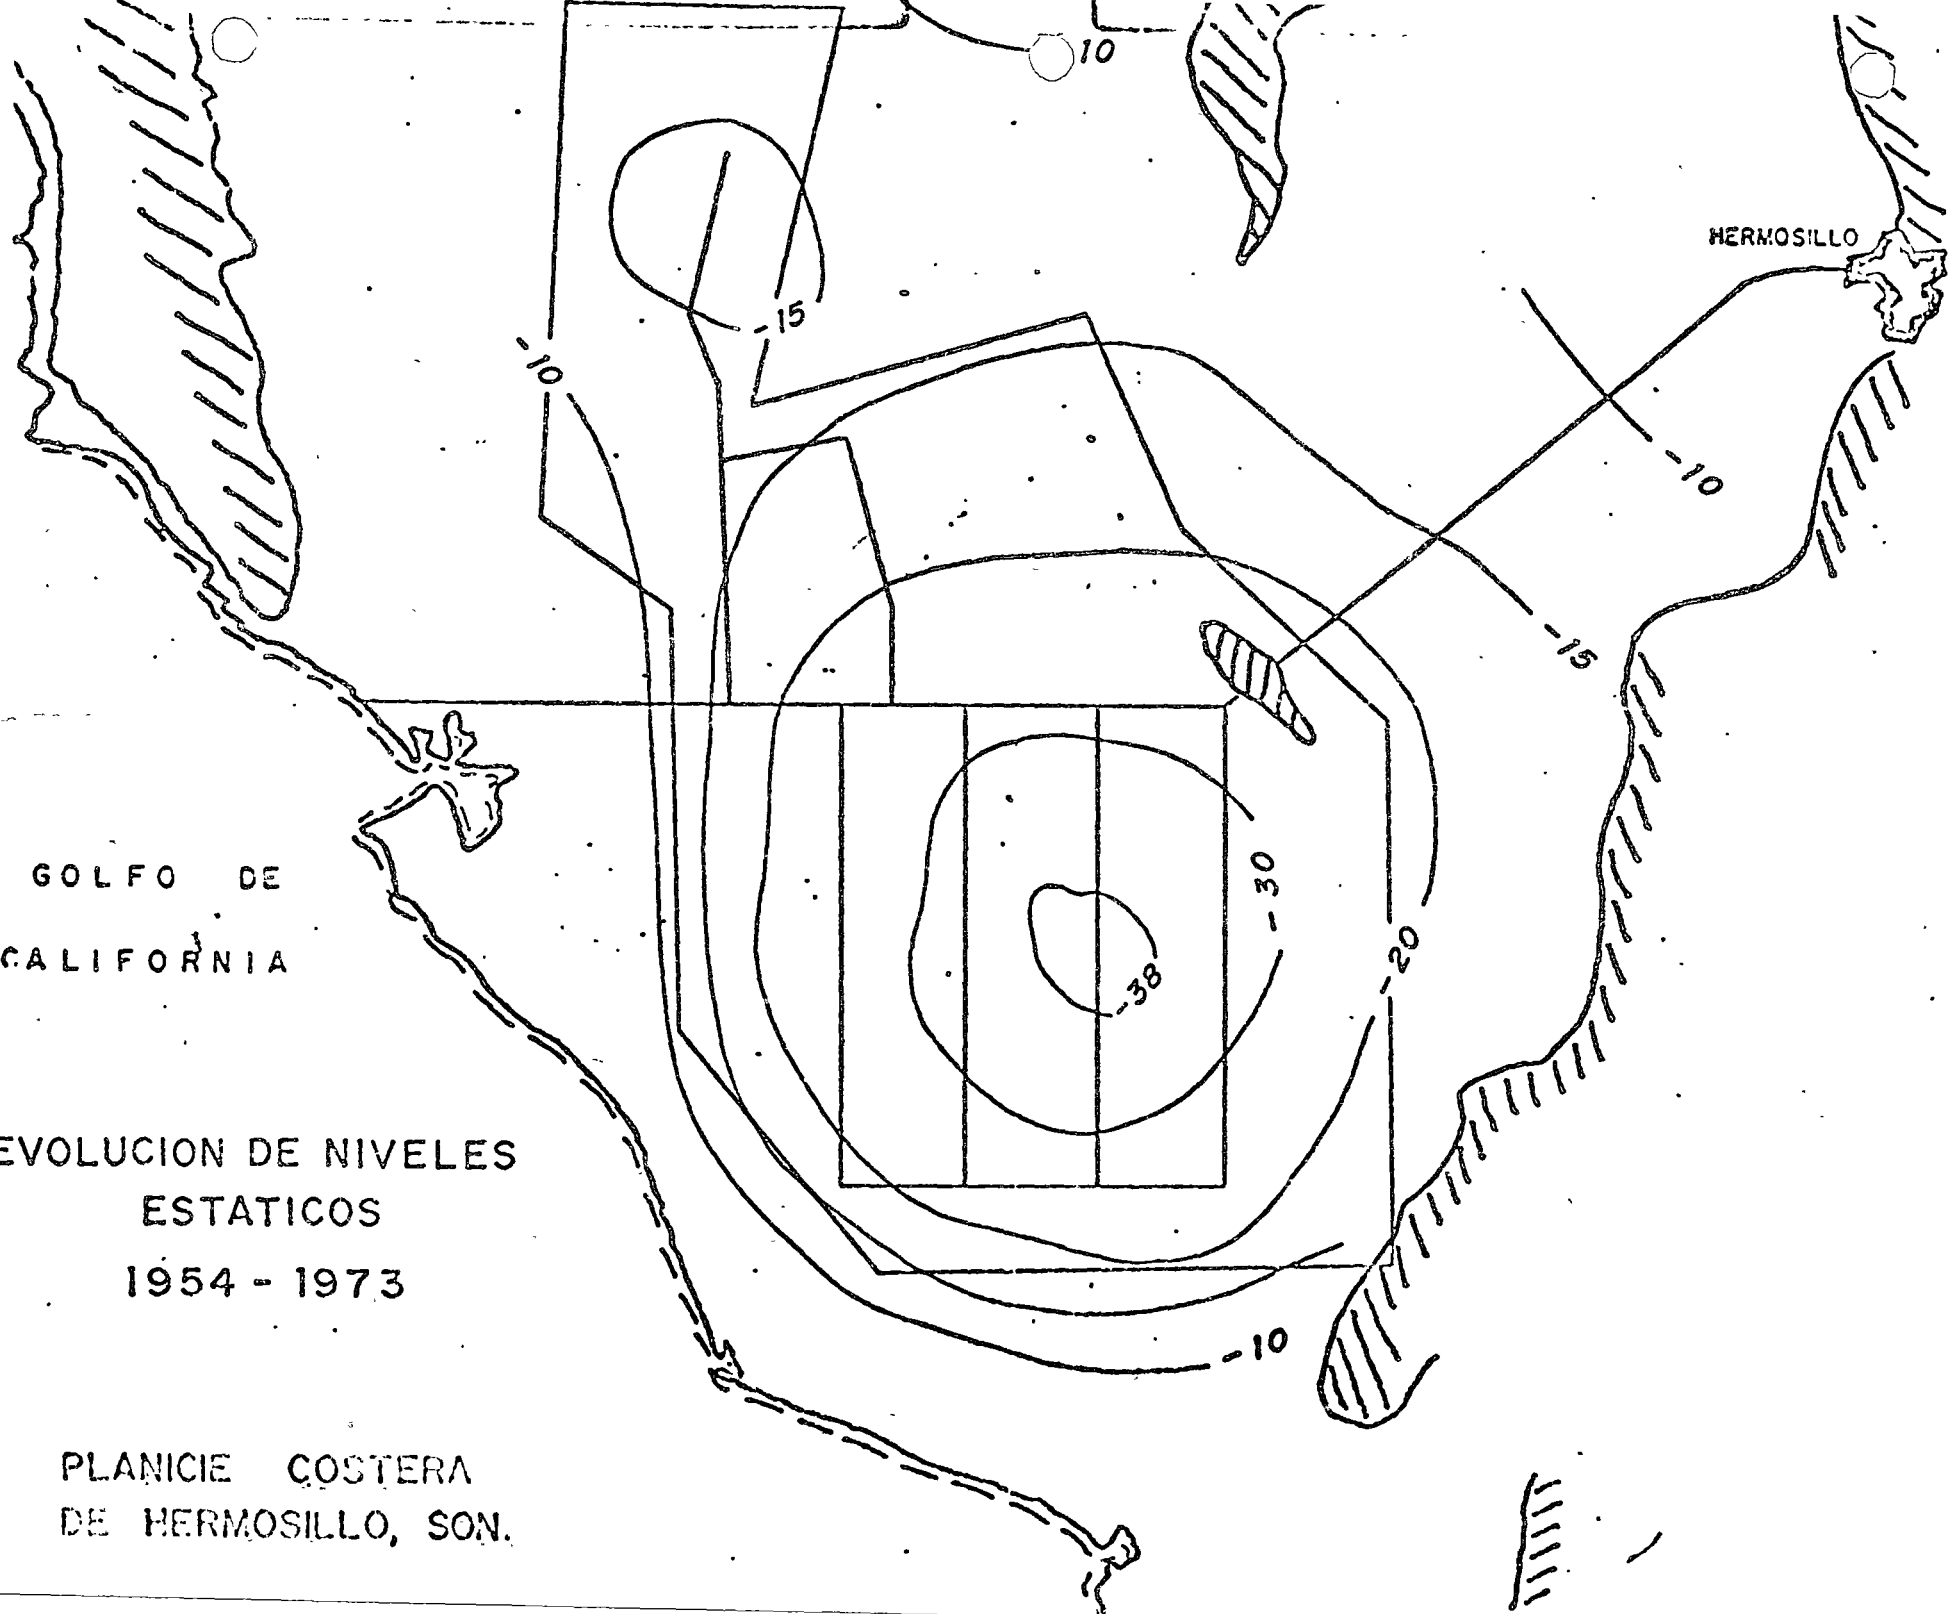 10
HERMOSILLO
-15
-10
-10
-15
-30
GOLFO DE
-20
CALIFORNIA
-38
EVOLUCION DE NIVELES
ESTATICOS
1954 - 1973
-10
PLANICIE COSTERA
DE HERMOSILLO, SON.